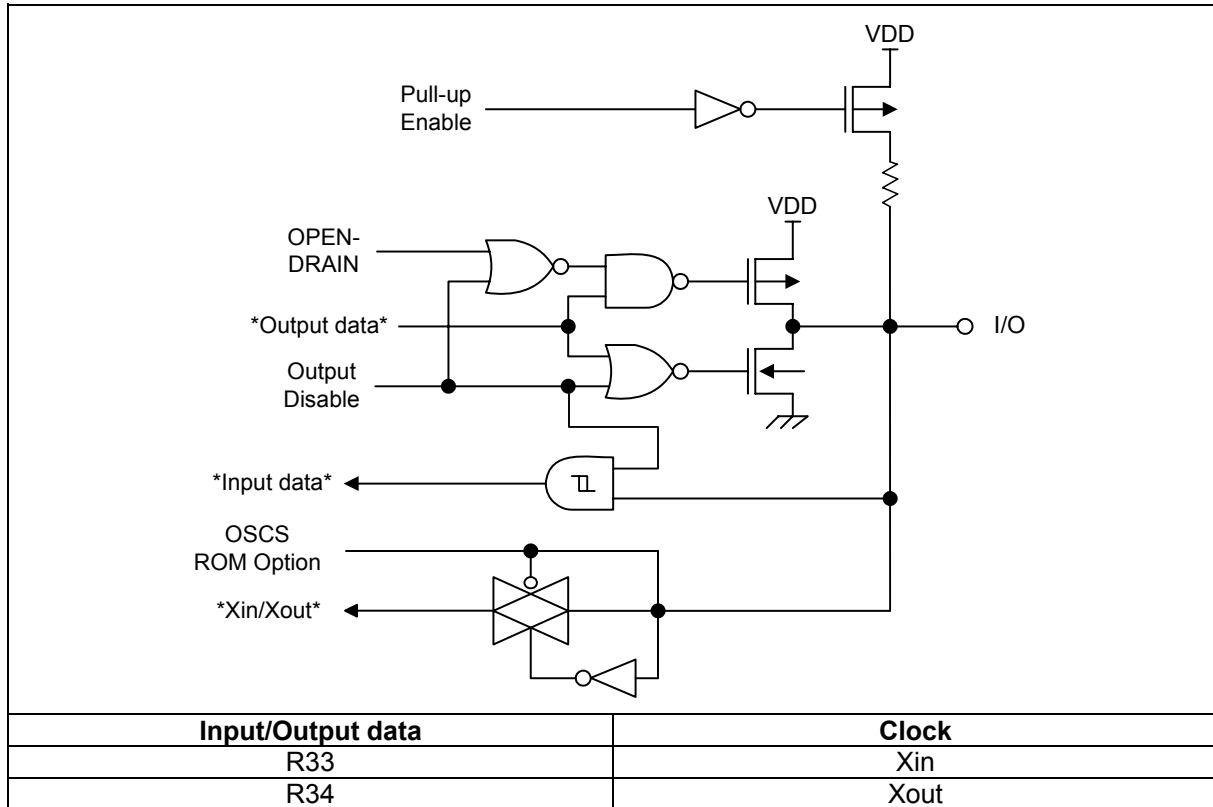 VDD
Pull-up
Enable
VDD
OPEN-
DRAIN
*Output data*
I/O
Output
Disable
*Input data*
OSCS
ROM Option
*Xin/Xout*
Input/Output data Clock
R33 Xin
R34 Xout